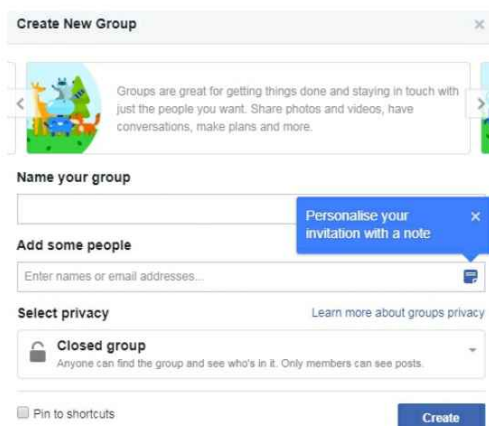 Create New Group
Groups are great for getting things done and staying in touch with
just the people you want. Share photos and videos, have
conversations, make plans and more.
Name your group
Personalise your
invitation with a note
Add some people
Enter names or email addresses...
Select privacy
Learn more about groups privacy
Closed group
Anyone can find the group and see who's in it. Only members can see posts.
Pin to shortcuts
Create